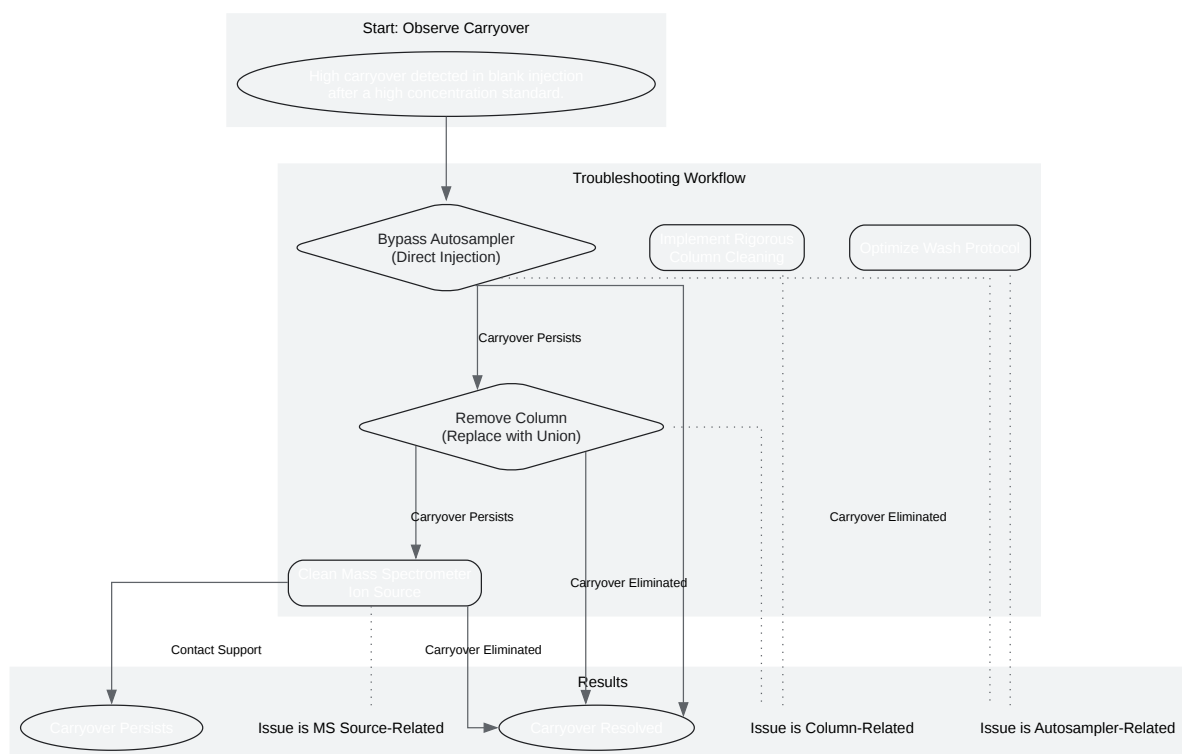 Start: Observe Carryover
High carryover detected in blank injection
after a high concentration standard.
Troubleshooting Workflow
Bypass Autosampler
(Direct Injection)
Implement Rigorous
Column Cleaning
Optimize Wash Protocol
Carryover Persists
Remove Column
(Replace with Union)
Carryover Persists
Carryover Eliminated
Clean Mass Spectrometer
Ion Source
Carryover Eliminated
Contact Support
Carryover Eliminated
Results
Carryover Persists
Issue is MS Source-Related
Carryover Resolved
Issue is Column-Related
Issue is Autosampler-Related